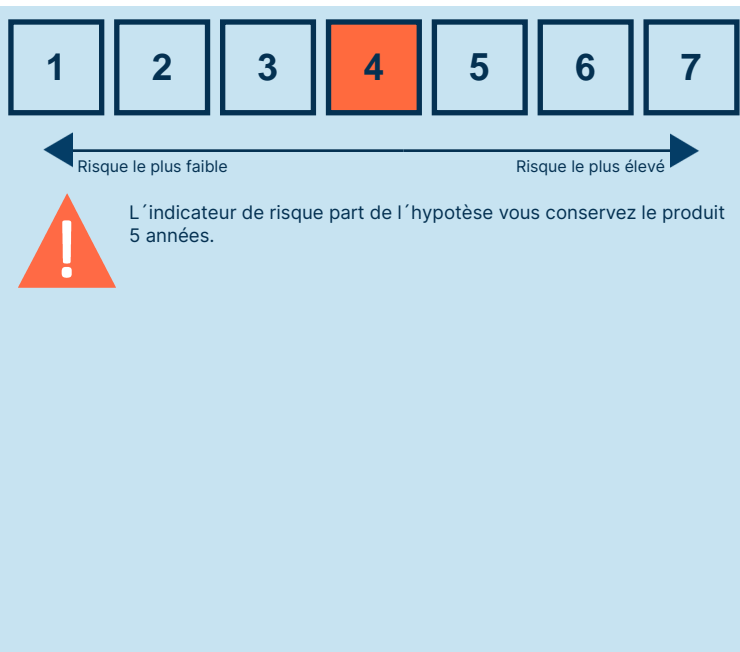 1 2 3 4 5 6 7
Risque le plus faible Risque le plus élevé
!
L´indicateur de risque part de l´hypotèse vous conservez le produit
5 années.